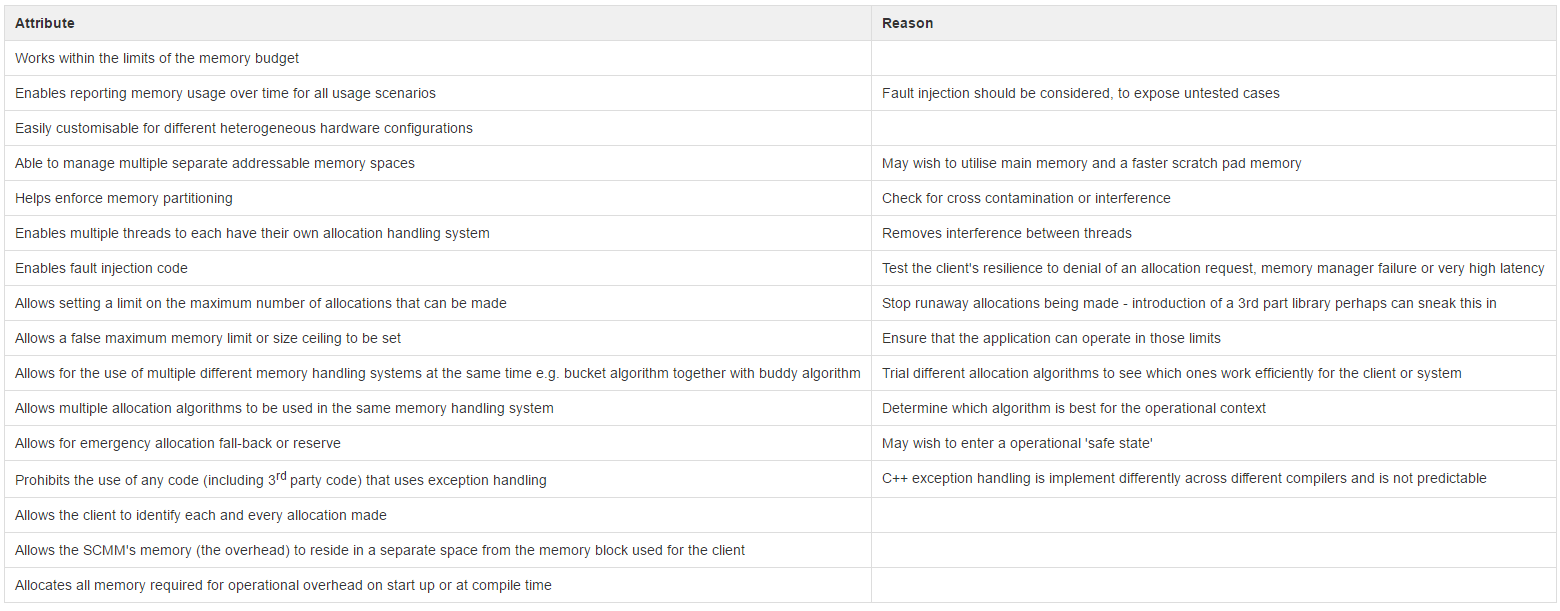 Attribute Reason
Works within the limits of the memory budget
Enables reporting memory usage over time for all usage scenarios Fault injection should be considered, to expose untested cases
Easily customisable for different heterogeneous hardware configurations
Able to manage multiple separate addressable memory spaces May wish to utilise main memory and a faster scratch pad memory
Helps enforce memory partitioning Check for cross contamination or interference
Enables multiple threads to each have their own allocation handling system Removes interference between threads
Enables fault injection code Test the client's resilience to denial of an allocation request, memory manager failure or very high latency
Allows setting a limit on the maximum number of allocations that can be made Stop runaway allocations being made - introduction of a 3rd part library perhaps can sneak this in
Allows a false maximum memory limit or size ceiling to be set Ensure that the application can operate in those limits
Allows for the use of multiple different memory handling systems at the same time e.g. bucket algorithm together with buddy algorithm Trial different allocation algorithms to see which ones work efficiently for the client or system
Allows multiple allocation algorithms to be used in the same memory handling system Determine which algorithm is best for the operational context
Allows for emergency allocation fall-back or reserve May wish to enter a operational 'safe state'
Prohibits the use of any code (including 3rd party code) that uses exception handling C++ exception handling is implement differently across different compilers and is not predictable
Allows the client to identify each and every allocation made
Allows the SCMM's memory (the overhead) to reside in a separate space from the memory block used for the client
Allocates all memory required for operational overhead on start up or at compile time